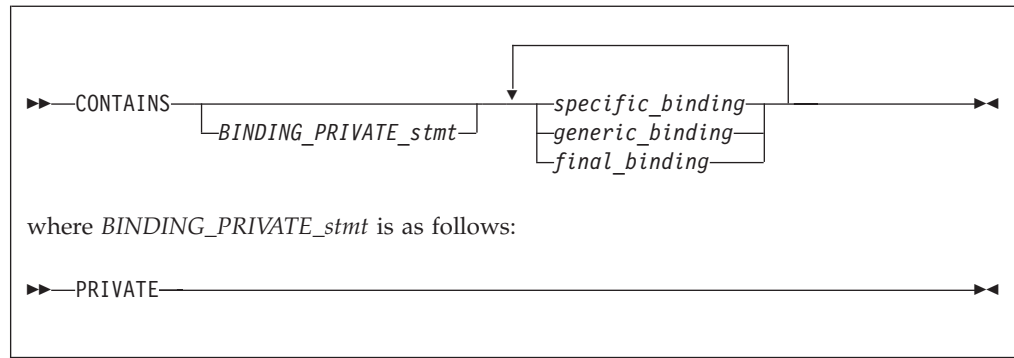 CONTAINS specific_binding
BINDING_PRIVATE_stmt generic_binding
final_binding
where BINDING_PRIVATE_stmt is as follows:
PRIVATE